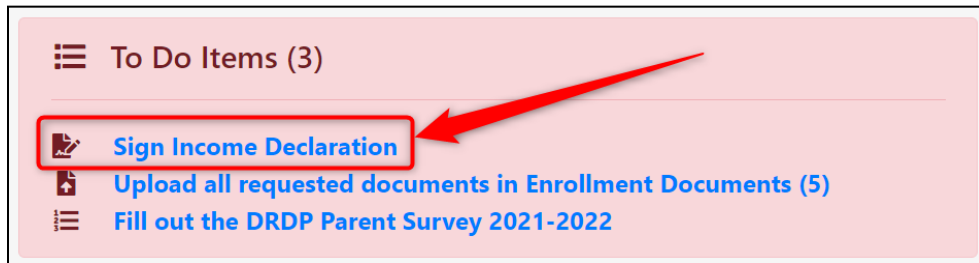 To Do Items (3)
Sign Income Declaration
Upload all requested documents in Enrollment Documents (5)
Fill out the DRDP Parent Survey 2021-2022